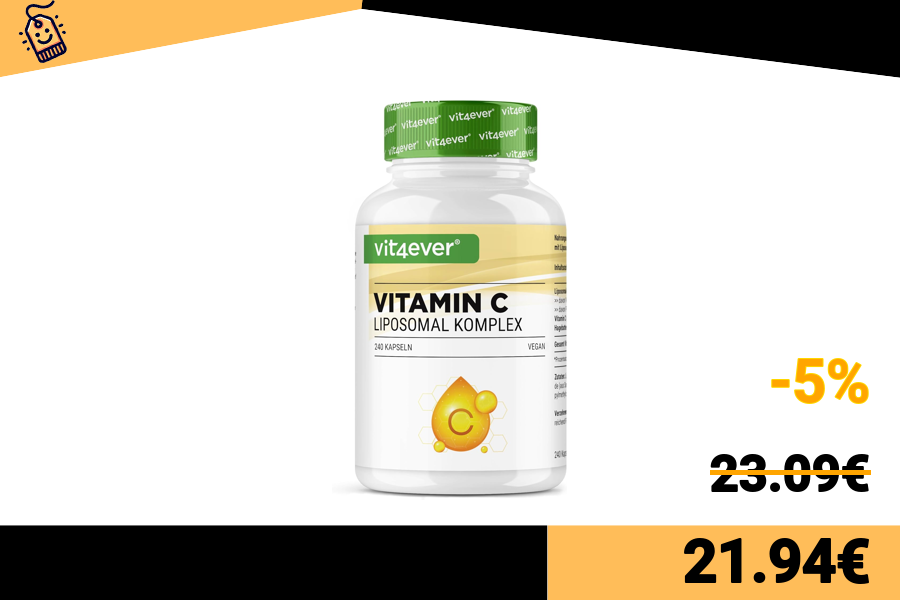 vit4ever®
vit4ever®
VITAMIN C
LIPOSOMAL KOMPLEX
240 KAPSELN
VEGAN
C
-5%
23.09€
21.94€